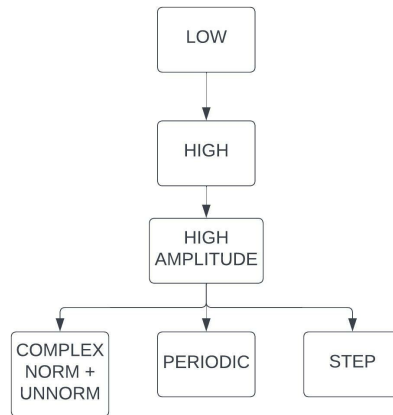 LOW
HIGH
HIGH
AMPLITUDE
COMPLEX
NORM +
UNNORM
PERIODIC
STEP